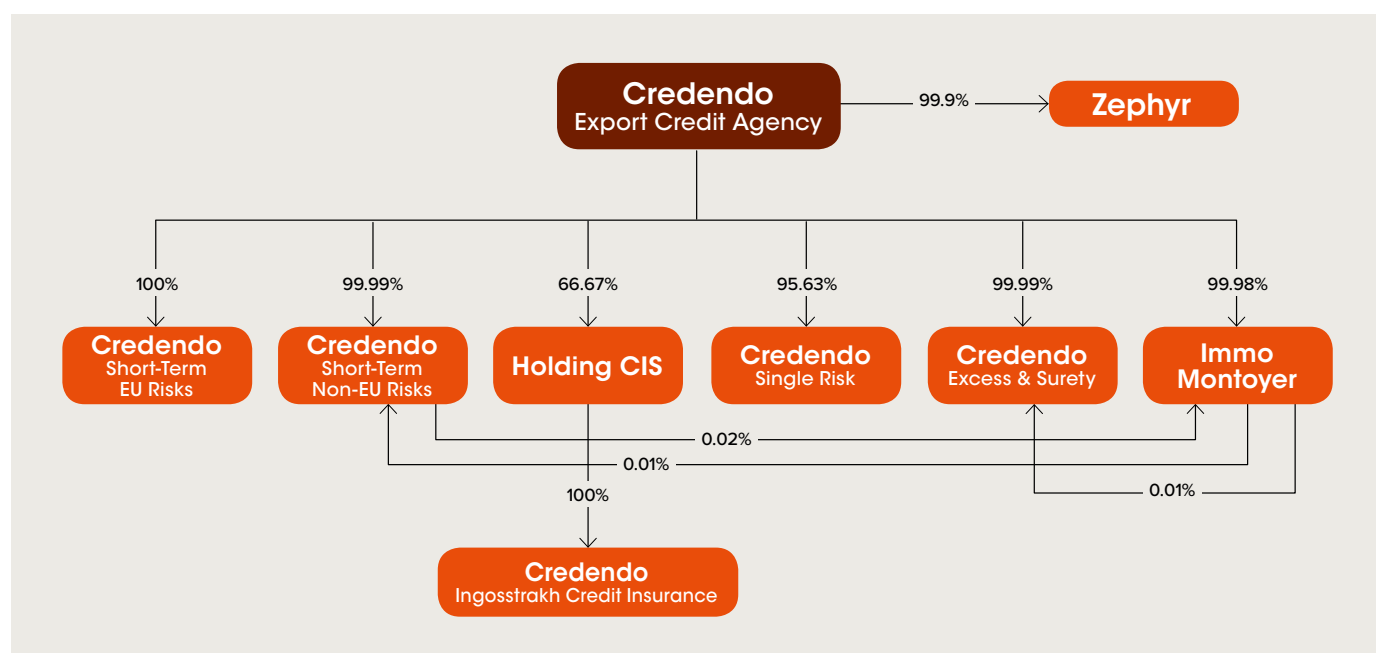 Credendo
Export Credit Agency
99.9%
Zephyr
100%
99.99%
66.67%
95.63%
99.99%
99.98%
Credendo
Short-Term
EU Risks
Credendo
Short-Term
Non-EU Risks
Holding CIS
Credendo
Single Risk
Credendo
Excess & Surety
Immo
Montoyer
0.02%
0.01%
100%
0.01%
Credendo
Ingosstrakh Credit Insurance